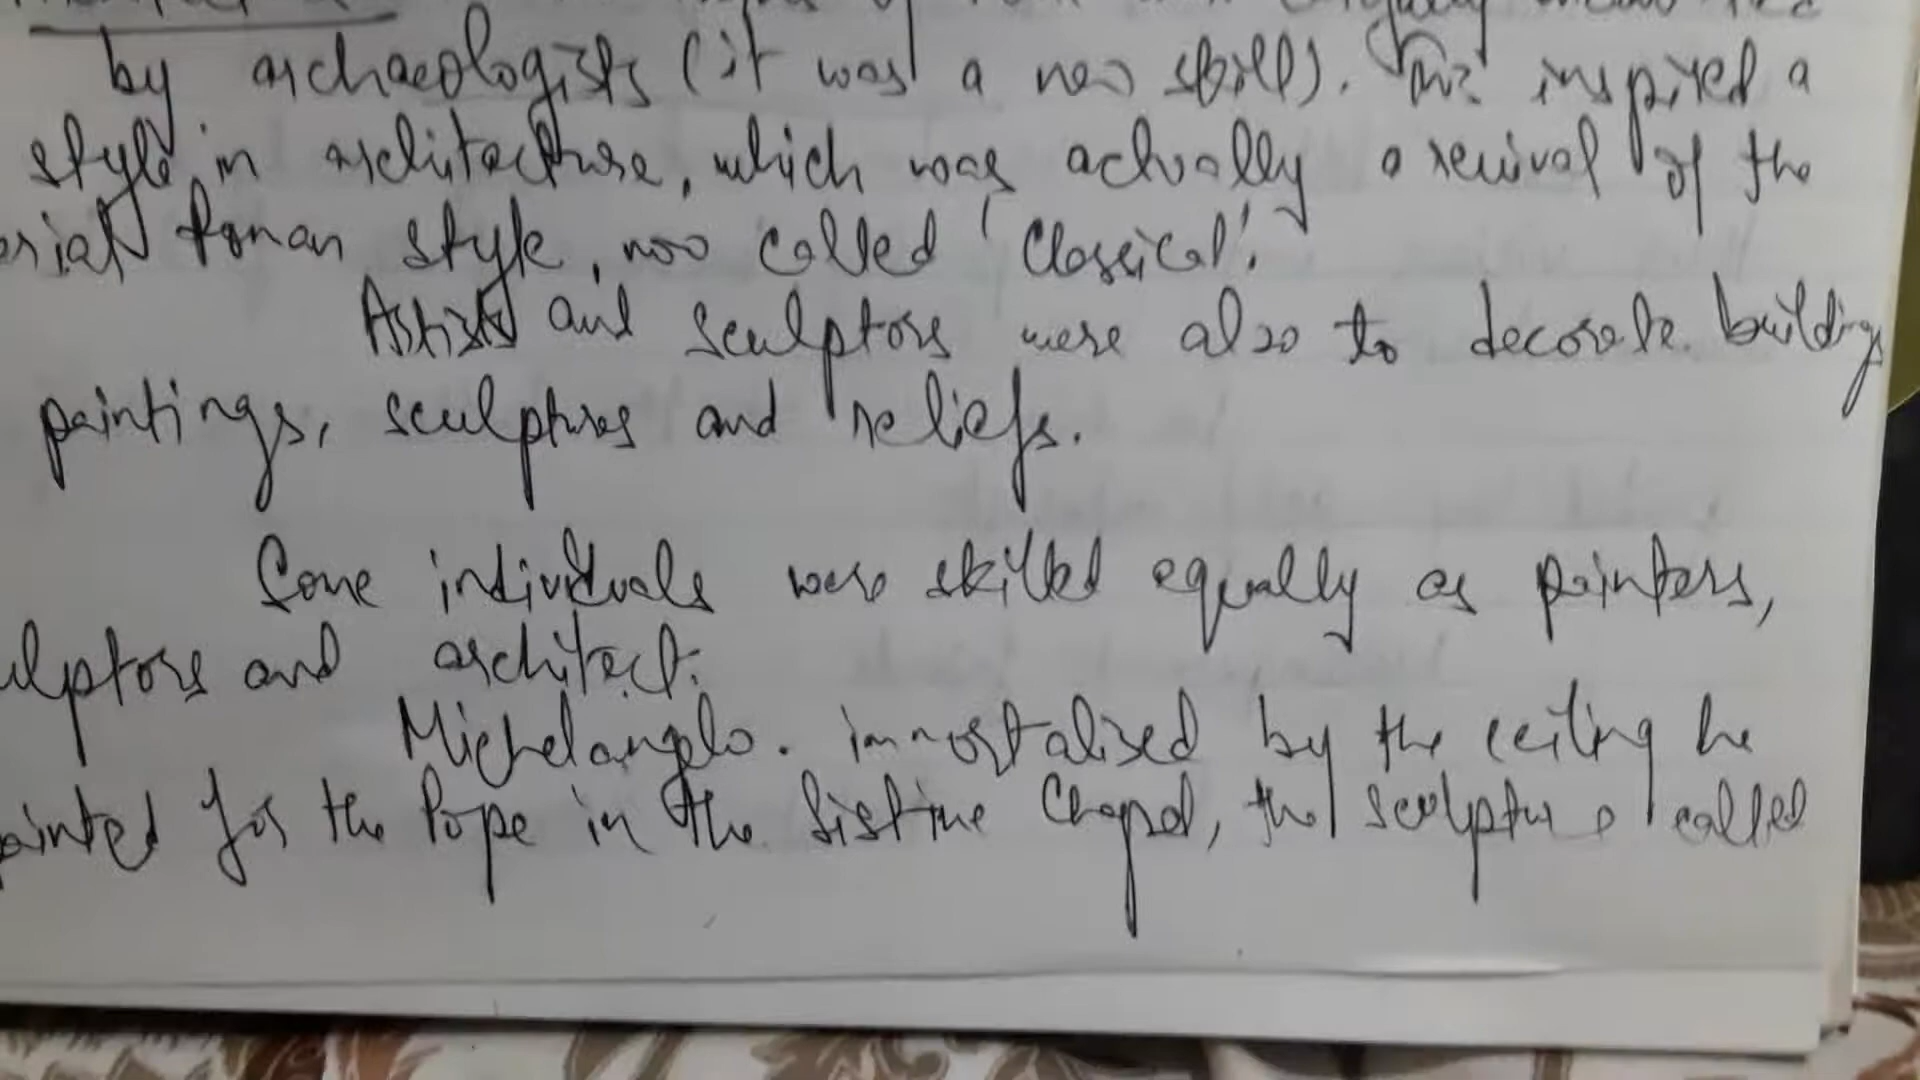 by archaeologists (it was a new skill). This inspired a
style in architecture, which was actually a revival of the
erial Roman style, now called 'Classical'.
Artists and sculptors were also to decorate buildings
paintings, sculptures and reliefs.
Some individuals were skilled equally as painters,
ulptors and architect.
Michelangelo. immortalised by the ceiling he
ainted for the Pope in the Sistine Chapel, the sculpture called